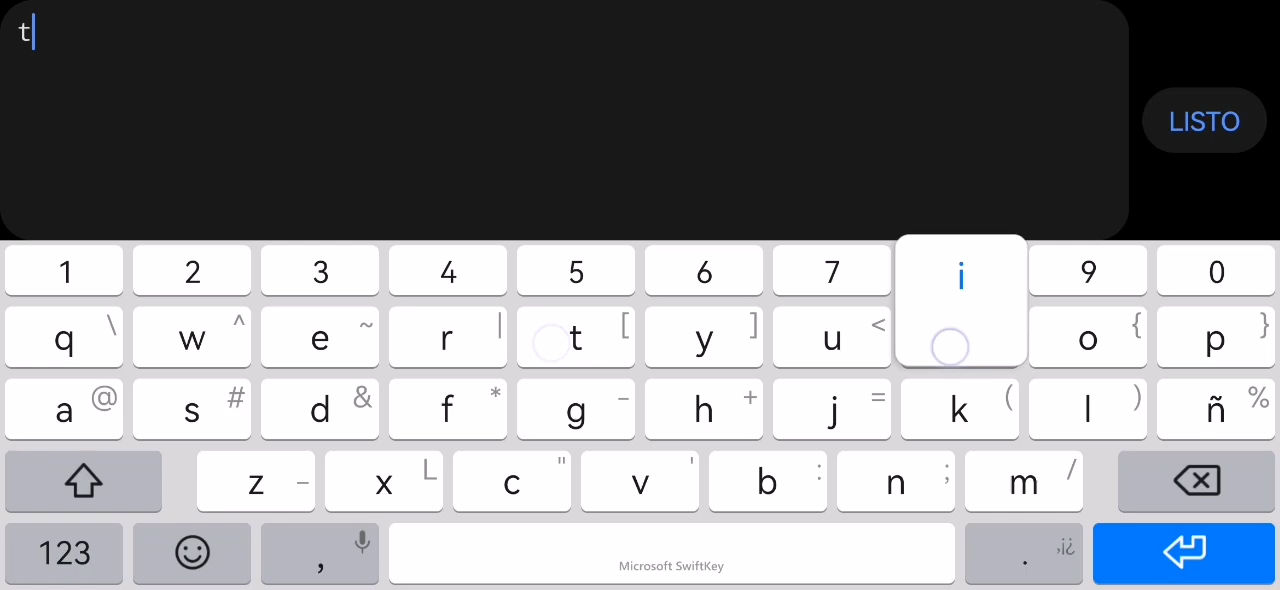 t
LISTO
1 2 3 4 5 6 7 i 9 0
q \ w ^ e ~ r | t [ y ] u < o { p }
a @ s # d & f * g – h + j = k ( l ) ñ %
z _ x L c " v ' b : n ; m /
123 , Microsoft SwiftKey . ,¡¿